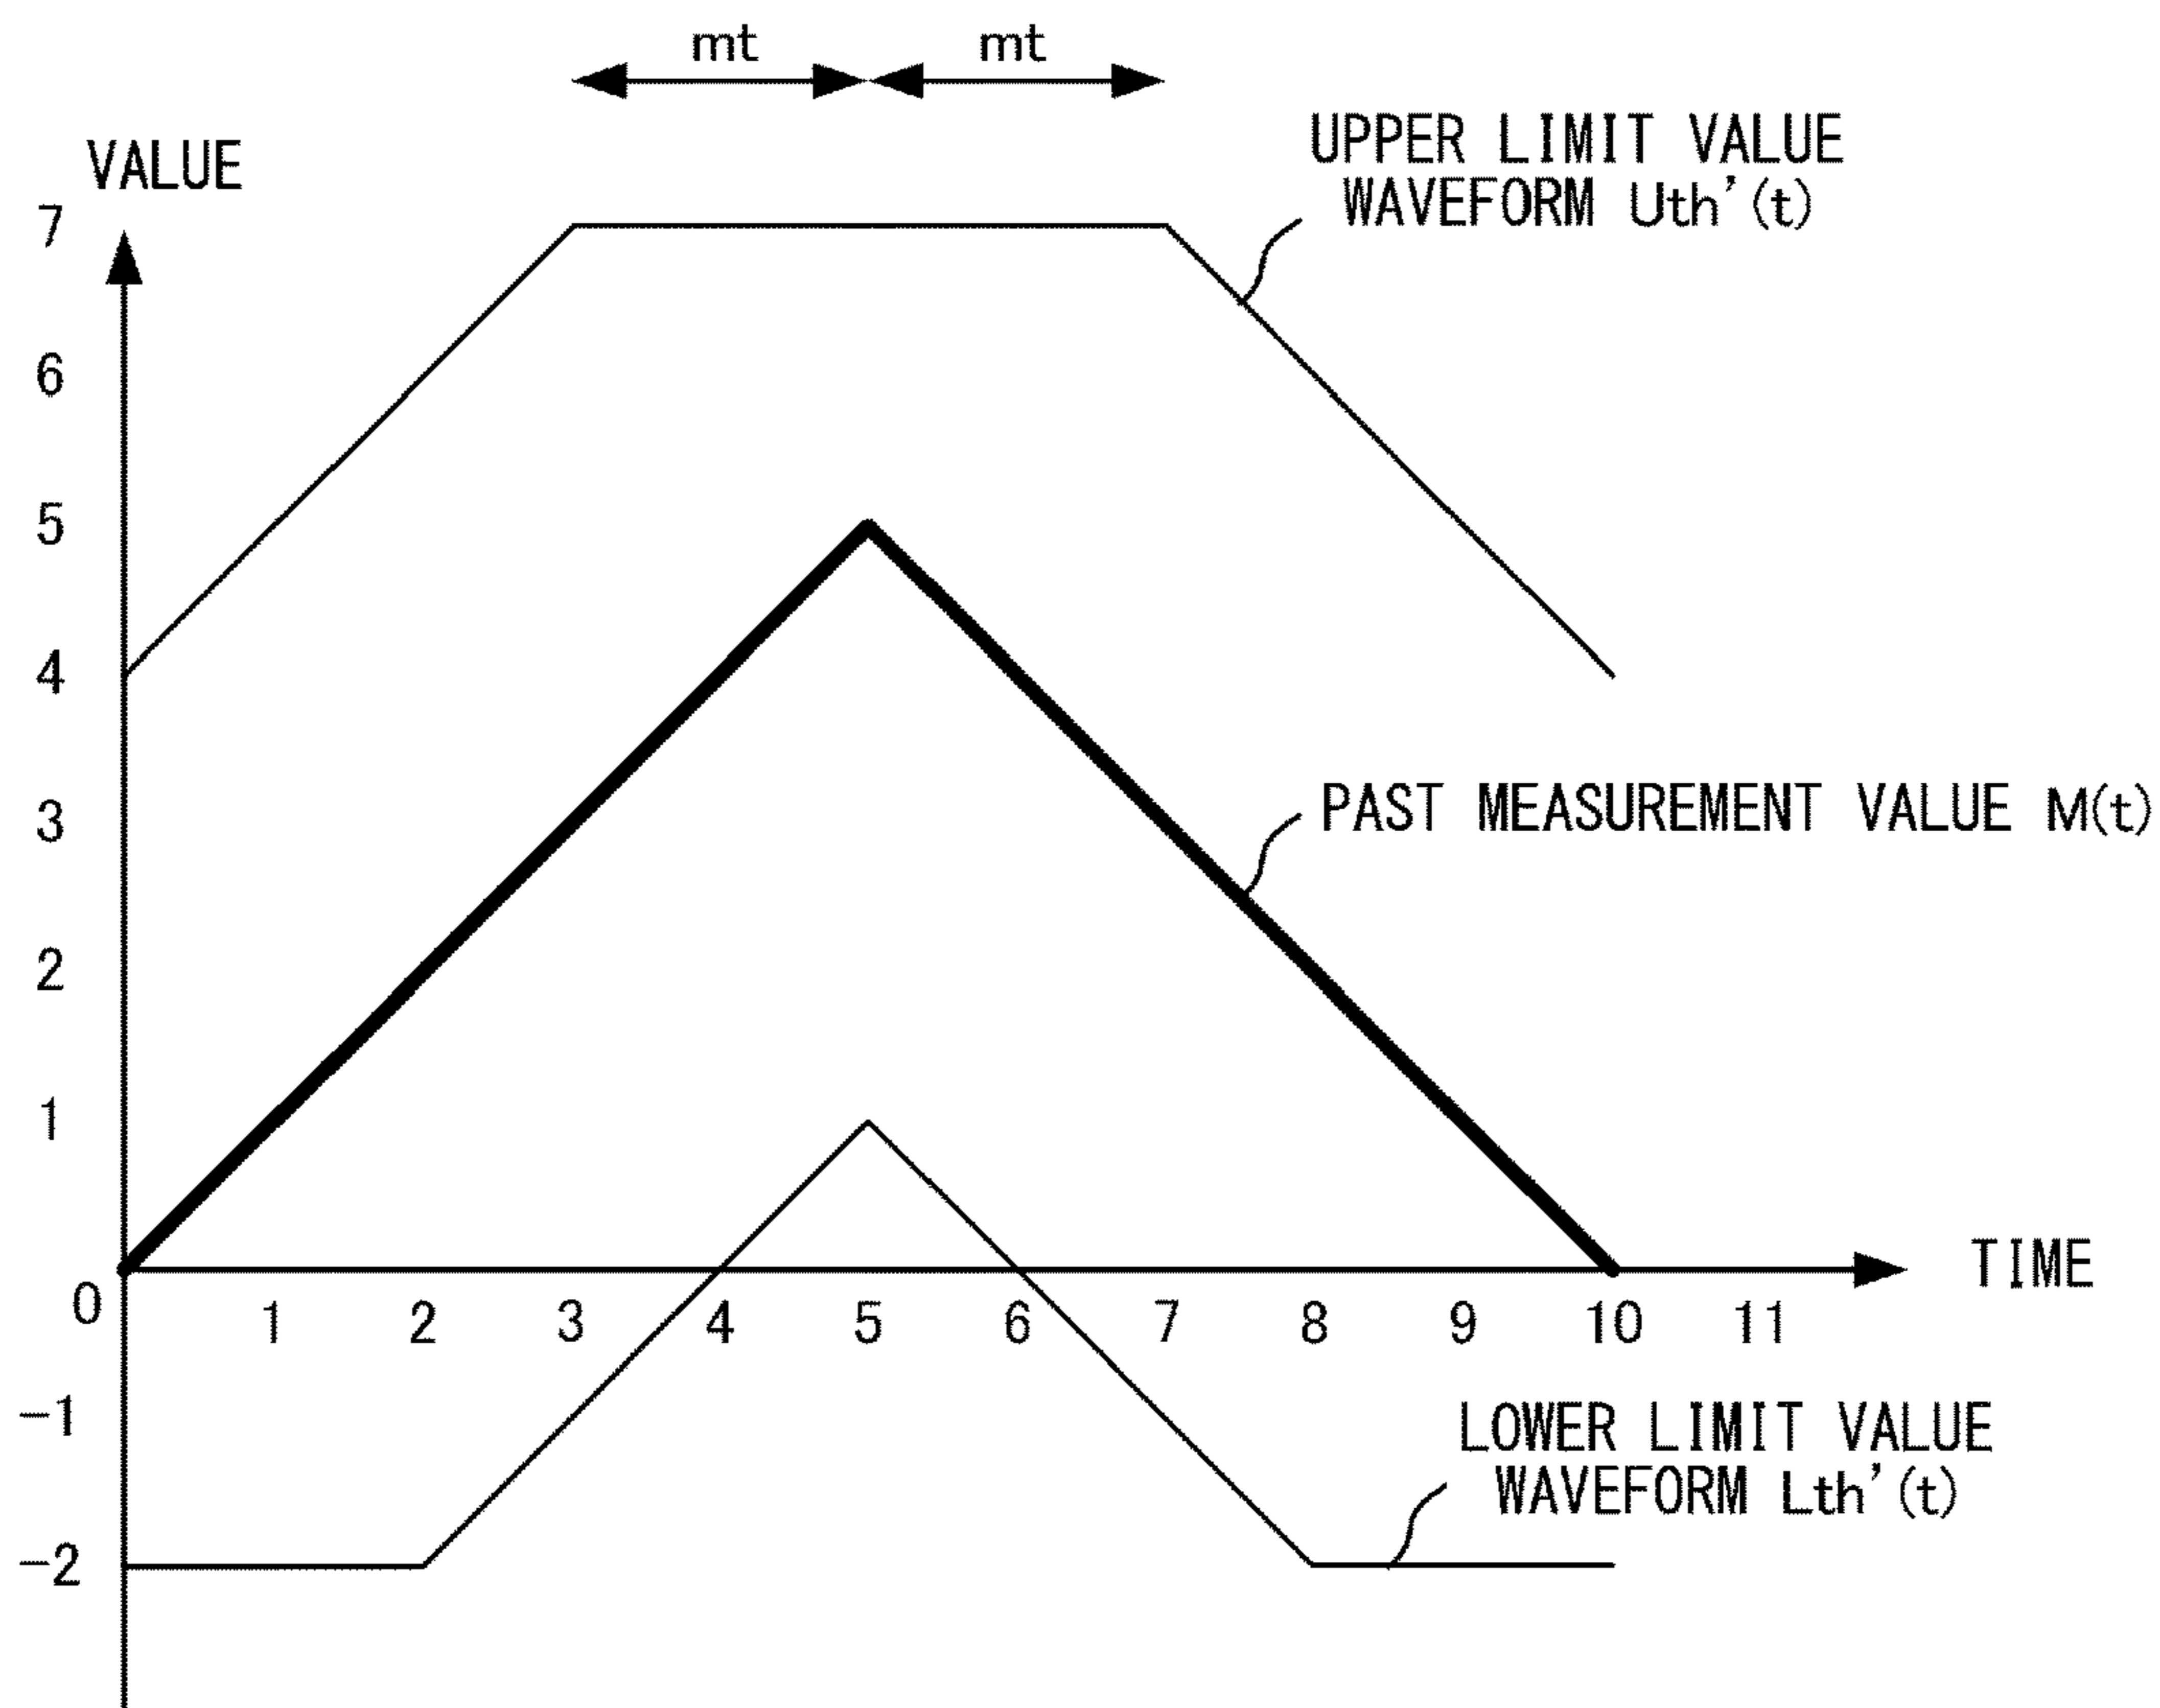 mt mt
VALUE
UPPER LIMIT VALUE
WAVEFORM Uth’(t)
7
6
5
4
3
PAST MEASUREMENT VALUE M(t)
2
1
TIME
0 1 2 3 4 5 6 7 8 9 10 11
-1
LOWER LIMIT VALUE
WAVEFORM Lth’(t)
-2